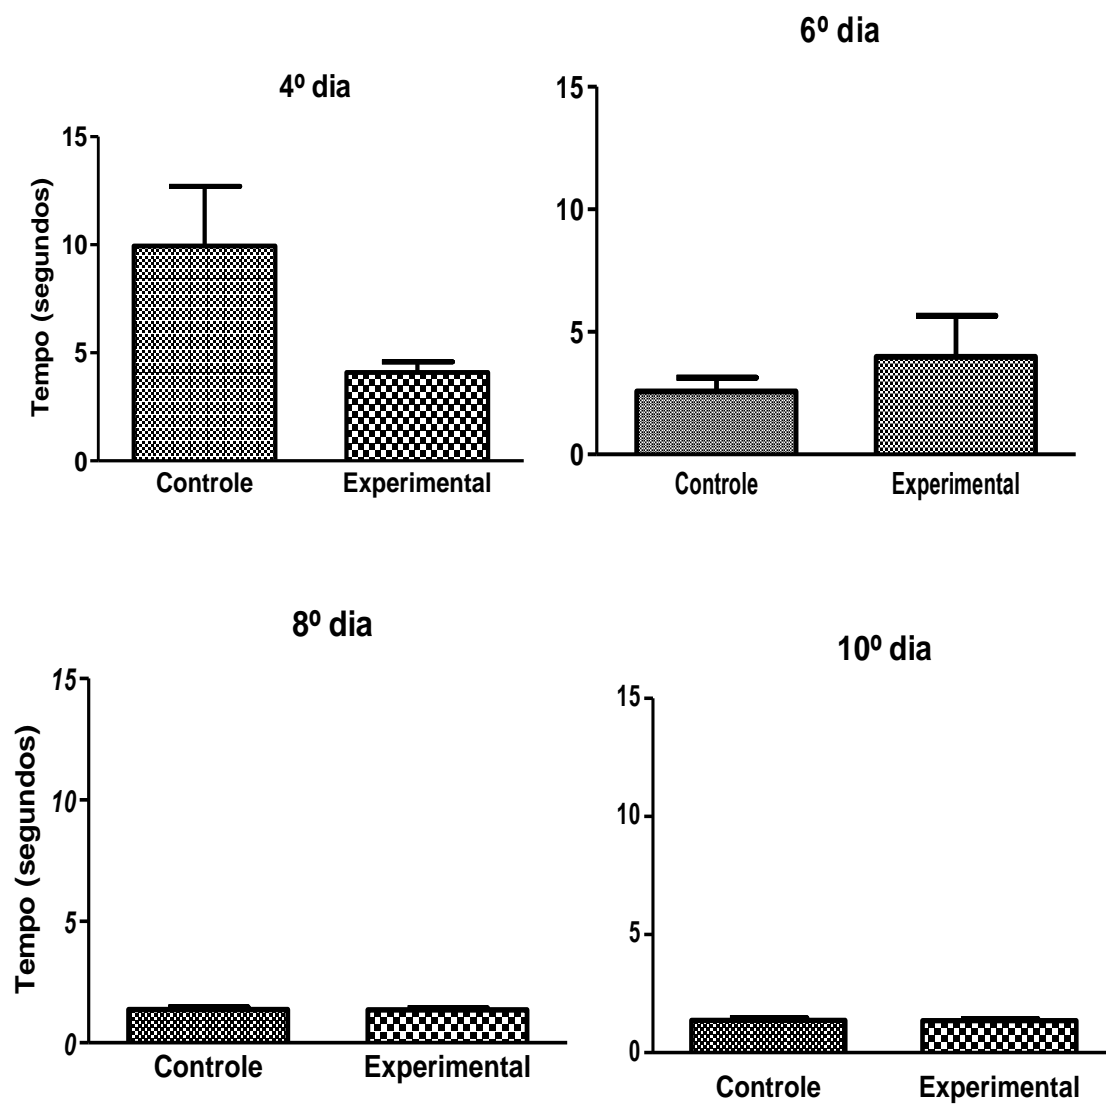 4º dia
15
10
5
0
Tempo (segundos)
Controle Experimental
6º dia
15
10
5
0
Controle Experimental
8º dia
15
10
5
0
Tempo (segundos)
Controle Experimental
10º dia
15
10
5
0
Controle Experimental